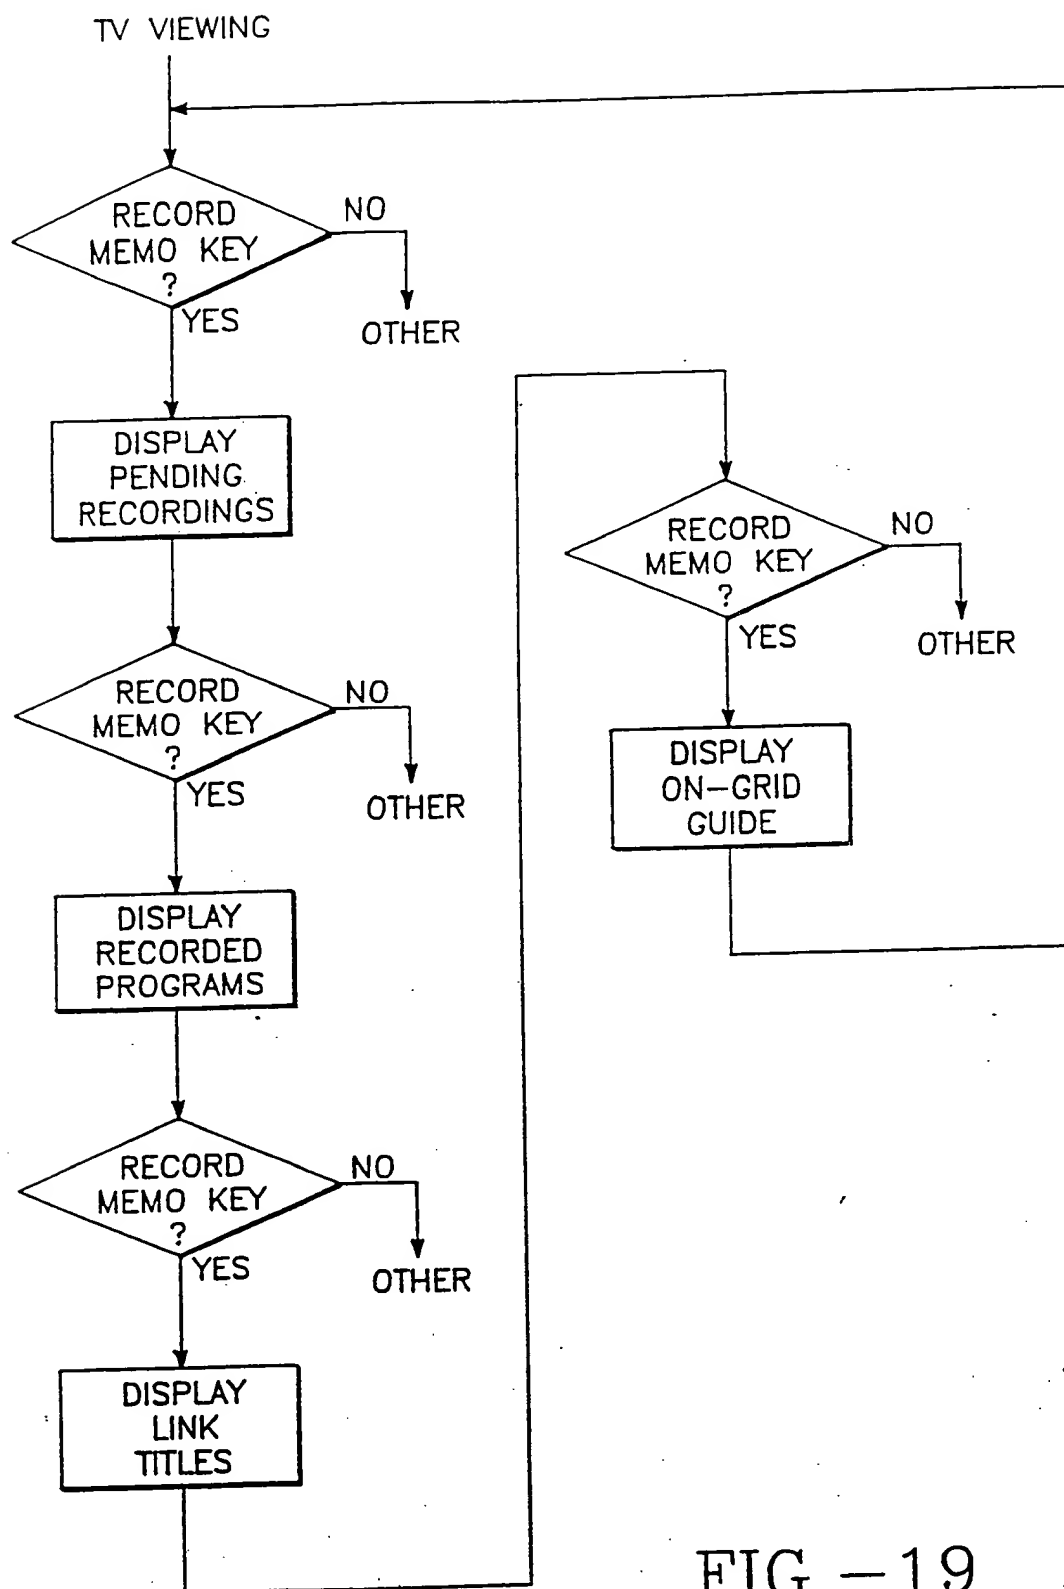 TV VIEWING
RECORD
MEMO KEY
?
NO
OTHER
YES
DISPLAY
PENDING
RECORDINGS
RECORD
MEMO KEY
?
NO
OTHER
YES
DISPLAY
RECORDED
PROGRAMS
RECORD
MEMO KEY
?
NO
OTHER
YES
DISPLAY
LINK
TITLES
RECORD
MEMO KEY
?
NO
OTHER
YES
DISPLAY
ON-GRID
GUIDE
FIG.-19